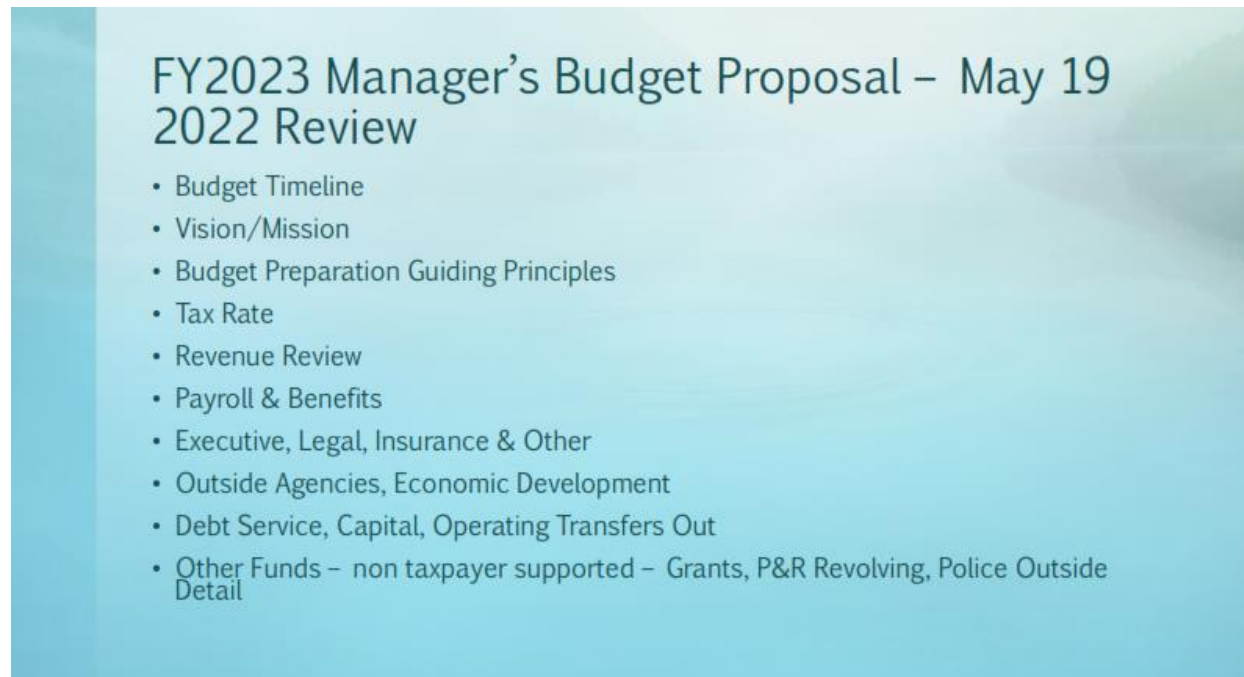 FY2023 Manager's Budget Proposal – May 19
2022 Review
• Budget Timeline
• Vision/Mission
• Budget Preparation Guiding Principles
• Tax Rate
• Revenue Review
• Payroll & Benefits
• Executive, Legal, Insurance & Other
• Outside Agencies, Economic Development
• Debt Service, Capital, Operating Transfers Out
• Other Funds – non taxpayer supported – Grants, P&R Revolving, Police Outside
Detail